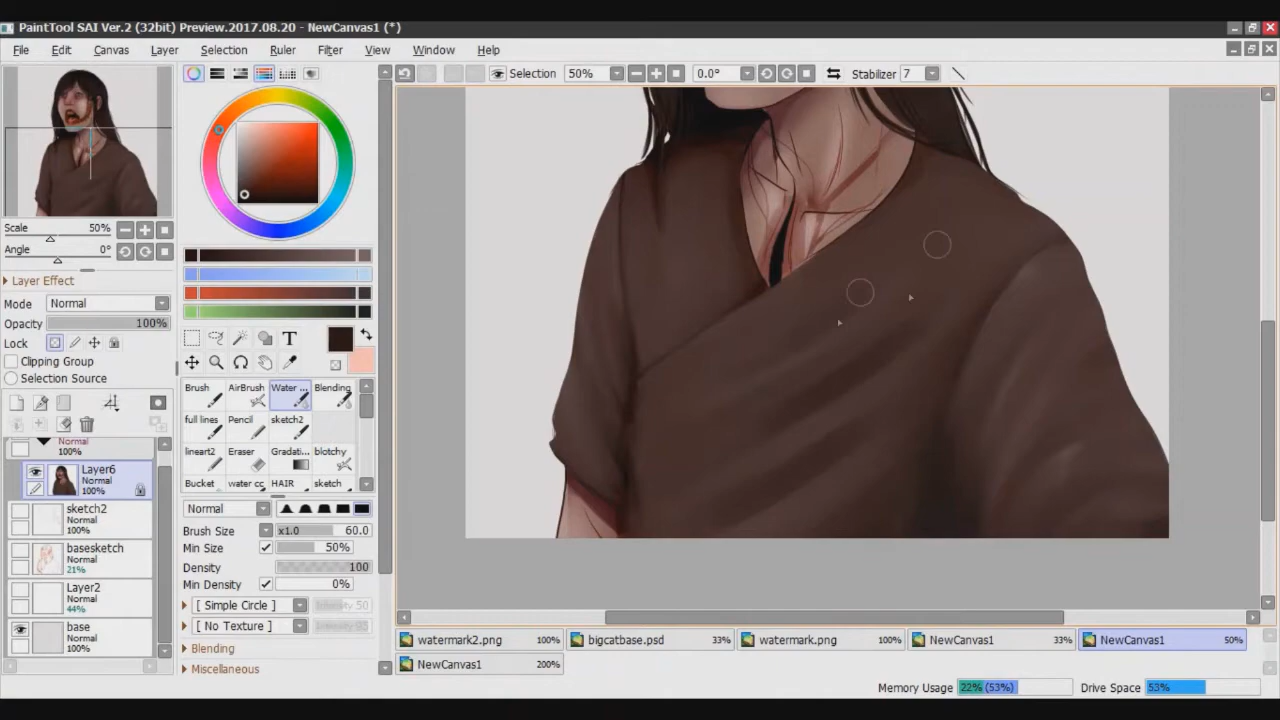 PaintTool SAI Ver.2 (32bit) Preview.2017.08.20 - NewCanvas1 (*)
File Edit Canvas Layer Selection Ruler Filter View Window Help
Selection 50% 0.0° Stabilizer 7
Scale 50%
Angle 0°
Layer Effect
Mode Normal
Opacity 100%
Lock
Clipping Group
Selection Source
Normal
100%
Layer6
Normal
100%
sketch2
Normal
100%
basesketch
Normal
21%
Layer2
Normal
44%
base
Normal
100%
T
Brush AirBrush Water ... Blending
full lines Pencil sketch2
lineart2 Eraser Gradati... blotchy
Bucket water cc HAIR sketch
Normal
Brush Size x1.0 60.0
Min Size 50%
Density 100
Min Density 0%
[ Simple Circle ] Intensity 50
[ No Texture ]
Blending
Miscellaneous
watermark2.png 100% bigcatbase.psd 33% watermark.png 100% NewCanvas1 33% NewCanvas1 50%
NewCanvas1 200%
Memory Usage 22% (53%) Drive Space 53%